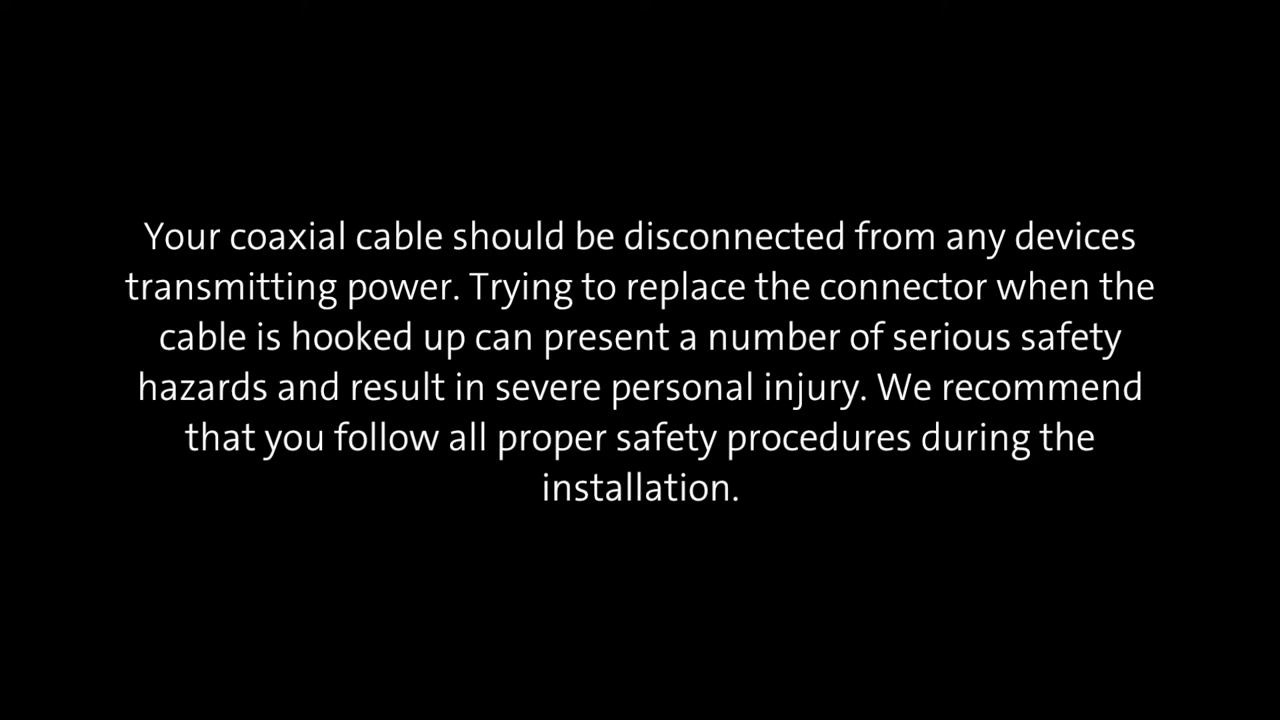 Your coaxial cable should be disconnected from any devices
transmitting power. Trying to replace the connector when the
cable is hooked up can present a number of serious safety
hazards and result in severe personal injury. We recommend
that you follow all proper safety procedures during the
installation.